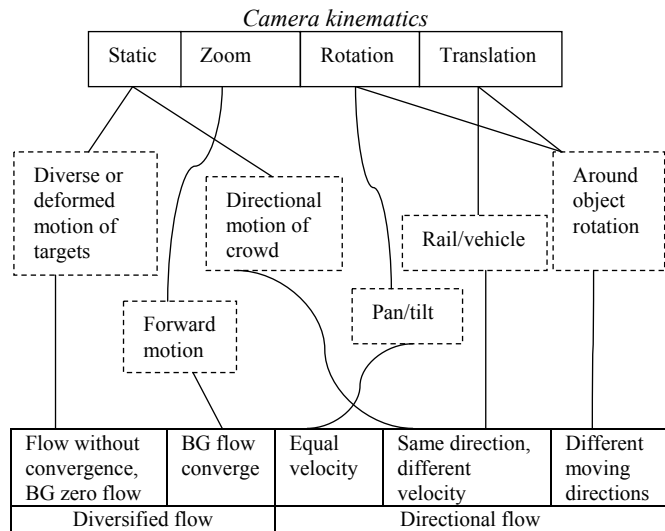 Camera kinematics
Static Zoom Rotation Translation
Diverse or
deformed
motion of
targets
Directional
motion of
crowd
Rail/vehicle
Around
object
rotation
Forward
motion
Pan/tilt
Flow without
convergence,
BG zero flow
BG flow
converge
Equal
velocity
Same direction,
different
velocity
Different
moving
directions
Diversified flow
Directional flow